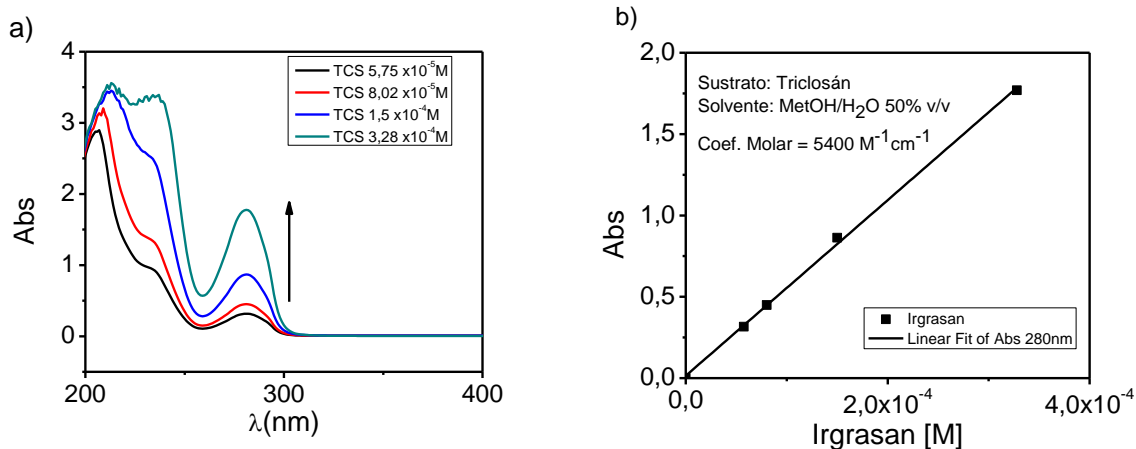 a)
Abs
4
3
2
1
0
TCS 5,75 x10⁻⁵M
TCS 8,02 x10⁻⁵M
TCS 1,5 x10⁻⁴M
TCS 3,28 x10⁻⁴M
200
300
400
λ(nm)
b)
Abs
2,0
1,5
1,0
0,5
0,0
Sustrato: Triclosán
Solvente: MetOH/H₂O 50% v/v
Coef. Molar = 5400 M⁻¹cm⁻¹
Irgrasan
Linear Fit of Abs 280nm
0,0
2,0x10⁻⁴
4,0x10⁻⁴
Irgrasan [M]